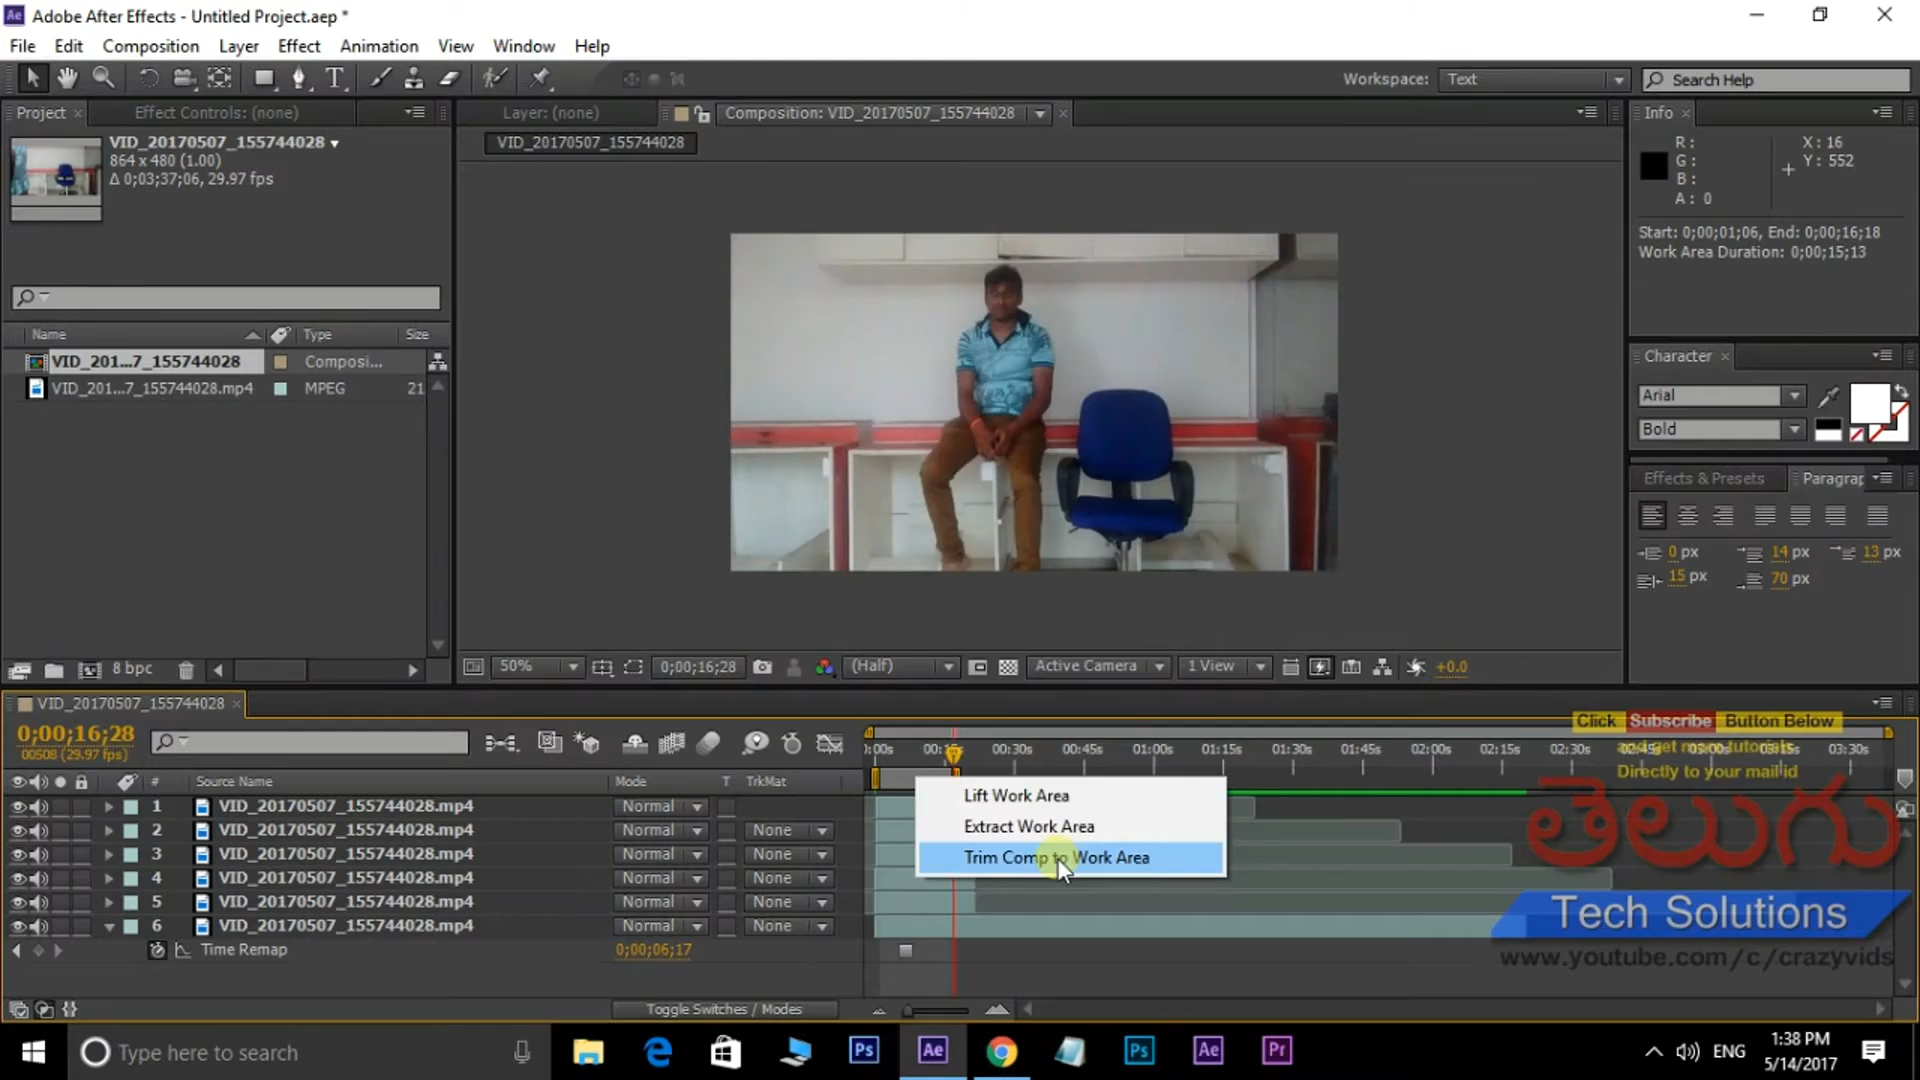 Ae Adobe After Effects - Untitled Project.aep *
File Edit Composition Layer Effect Animation View Window Help
Workspace: Text Search Help
Project Effect Controls: (none) Layer: (none) Composition: VID_20170507_155744028 Info
VID_20170507_155744028
864 x 480 (1.00)
Δ 0;03;37;06, 29.97 fps
VID_20170507_155744028
R :
G :
B :
A : 0
X : 16
Y : 552
Start: 0;00;01;06, End: 0;00;16;18
Work Area Duration: 0;00;15;13
Name Type Size
VID_201...7_155744028 Composi...
VID_201...7_155744028.mp4 MPEG 21
Character
Arial
Bold
Effects & Presets Paragrap
0 px 14 px 13 px
15 px 70 px
8 bpc 50% 0;00;16;28 (Half) Active Camera 1 View +0.0
VID_20170507_155744028
0;00;16;28
00508 (29.97 fps)
:00s 00:15s 00:30s 00:45s 01:00s 01:15s 01:30s 01:45s 02:00s 02:15s 02:30s 03:30s
Click Subscribe Button Below
and get more tutorials
Directly to your mail id
# Source Name Mode T TrkMat
1 VID_20170507_155744028.mp4 Normal
2 VID_20170507_155744028.mp4 Normal None
3 VID_20170507_155744028.mp4 Normal None
4 VID_20170507_155744028.mp4 Normal None
5 VID_20170507_155744028.mp4 Normal None
6 VID_20170507_155744028.mp4 Normal None
Time Remap 0;00;06;17
Lift Work Area
Extract Work Area
Trim Comp to Work Area
తెలుగు
Tech Solutions
www.youtube.com/c/crazyvids
Toggle Switches / Modes
Type here to search
Ps Ae Ps Ae Pr
ENG
1:38 PM
5/14/2017